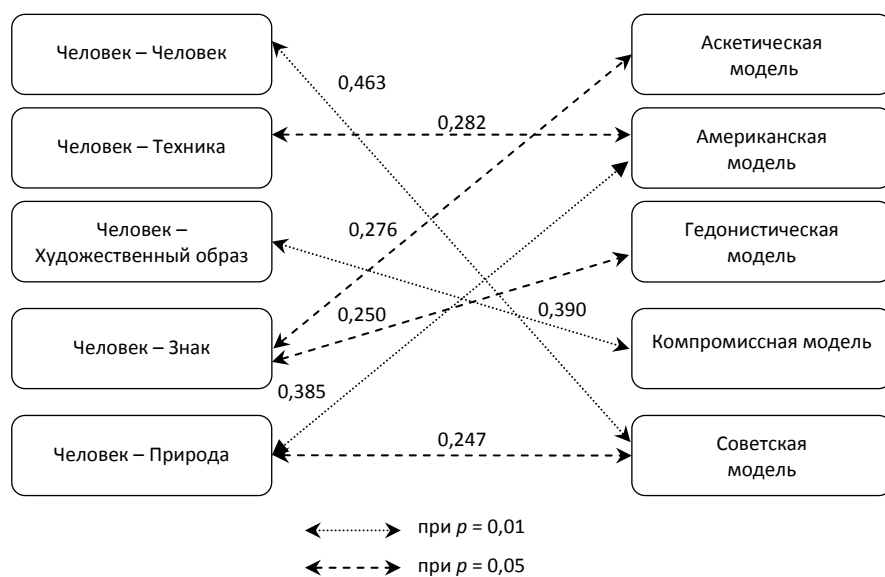 Человек – Человек
Аскетическая
модель
0,463
Человек – Техника
0,282
Американская
модель
Человек –
Художественный образ
0,276
Гедонистическая
модель
Человек – Знак
0,250
0,390
Компромиссная модель
0,385
Человек – Природа
0,247
Советская
модель
при p = 0,01
при p = 0,05